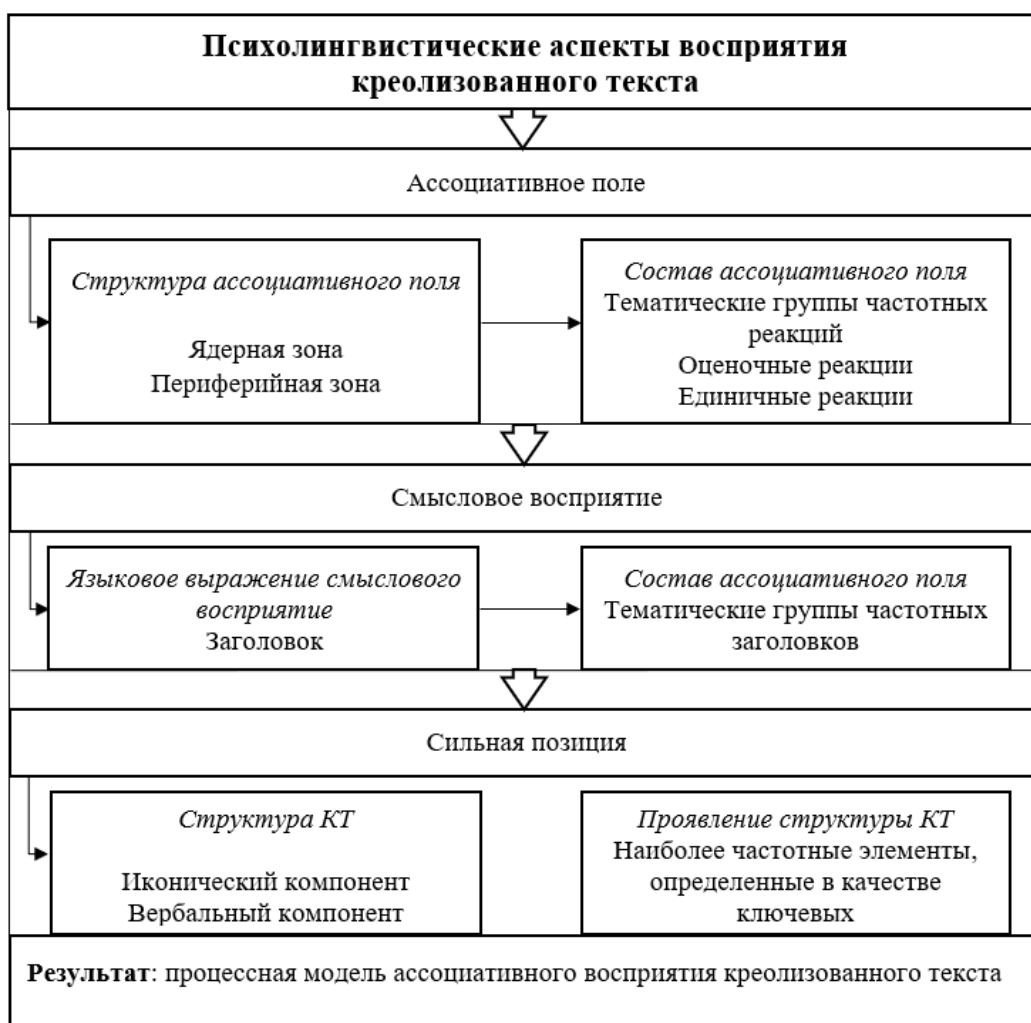 Психолингвистические аспекты восприятия
креолизованного текста
Ассоциативное поле
Структура ассоциативного поля
Ядерная зона
Периферийная зона
Состав ассоциативного поля
Тематические группы частотных
реакций
Оценочные реакции
Единичные реакции
Смысловое восприятие
Языковое выражение смыслового
восприятие
Заголовок
Состав ассоциативного поля
Тематические группы частотных
заголовков
Сильная позиция
Структура КТ
Иконический компонент
Вербальный компонент
Проявление структуры КТ
Наиболее частотные элементы,
определенные в качестве
ключевых
Результат: процессная модель ассоциативного восприятия креолизованного текста